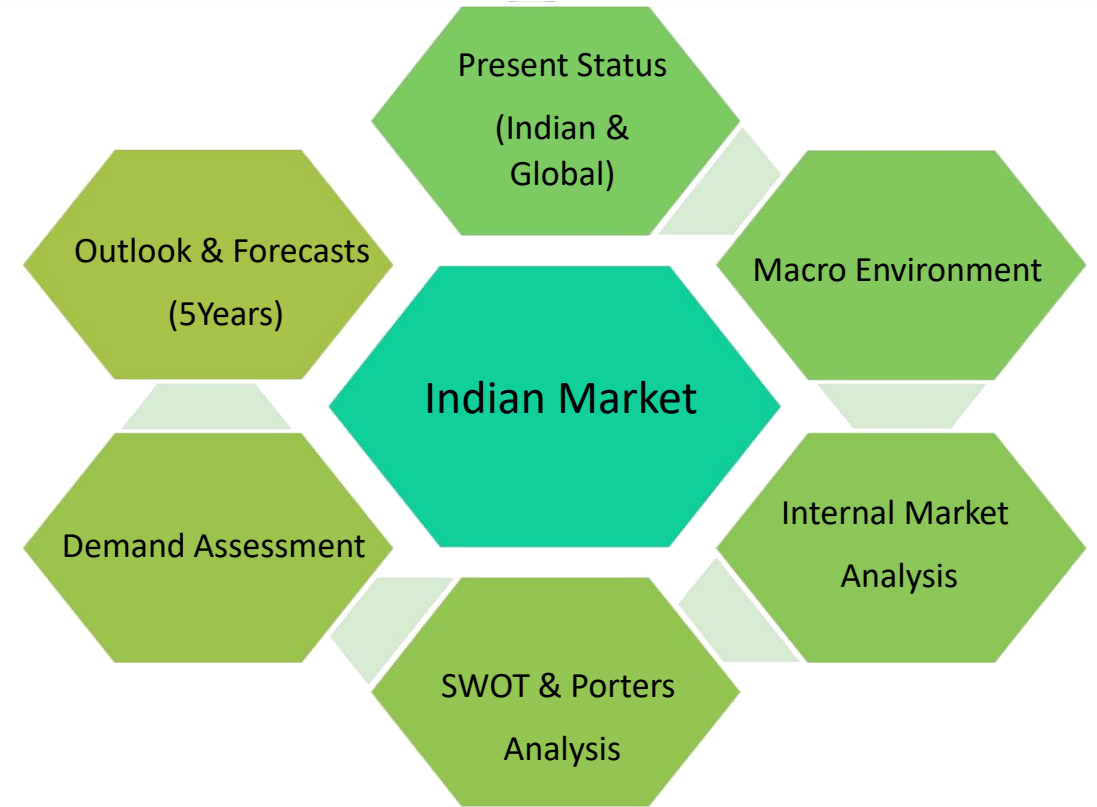 Present Status
(Indian &
Global)
Macro Environment
Internal Market
Analysis
SWOT & Porters
Analysis
Demand Assessment
Outlook & Forecasts
(5Years)
Indian Market